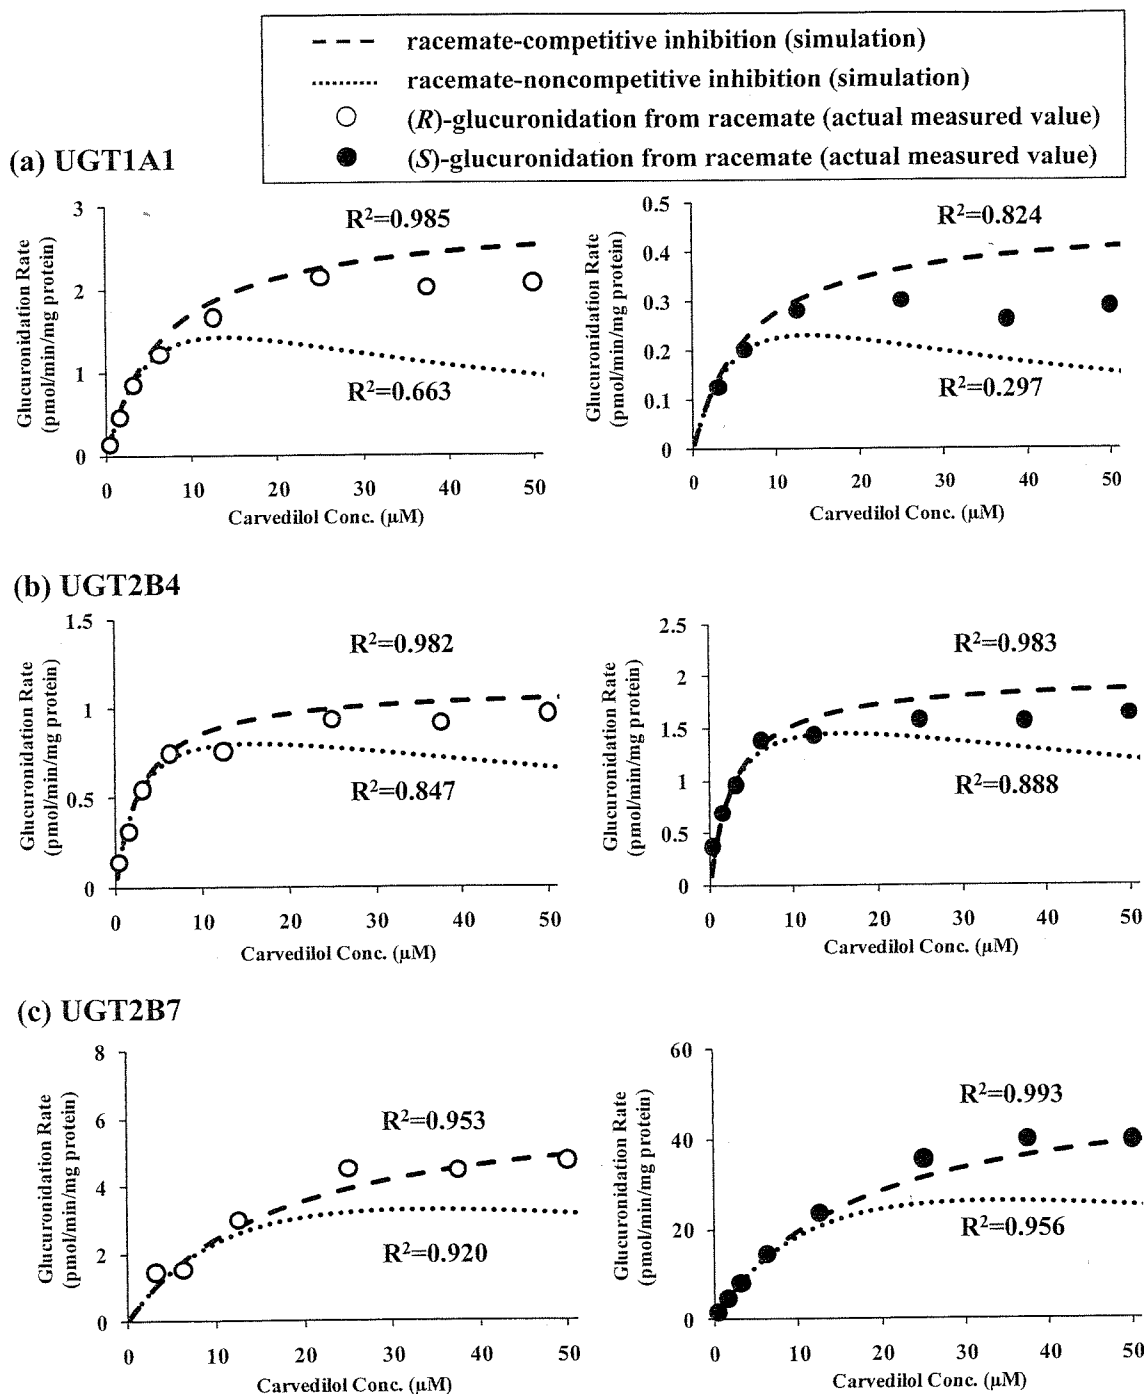 racemate-competitive inhibition (simulation)
racemate-noncompetitive inhibition (simulation)
(R)-glucuronidation from racemate (actual measured value)
(S)-glucuronidation from racemate (actual measured value)
(a) UGT1A1
Glucuronidation Rate
(pmol/min/mg protein)
3
2
1
0
R²=0.985
R²=0.663
0 10 20 30 40 50
Carvedilol Conc. (μM)
Glucuronidation Rate
(pmol/min/mg protein)
0.5
0.4
0.3
0.2
0.1
0
R²=0.824
R²=0.297
0 10 20 30 40 50
Carvedilol Conc. (μM)
(b) UGT2B4
Glucuronidation Rate
(pmol/min/mg protein)
1.5
1
0.5
0
R²=0.982
R²=0.847
0 10 20 30 40 50
Carvedilol Conc. (μM)
Glucuronidation Rate
(pmol/min/mg protein)
2.5
2
1.5
1
0.5
0
R²=0.983
R²=0.888
0 10 20 30 40 50
Carvedilol Conc. (μM)
(c) UGT2B7
Glucuronidation Rate
(pmol/min/mg protein)
8
6
4
2
0
R²=0.953
R²=0.920
0 10 20 30 40 50
Carvedilol Conc. (μM)
Glucuronidation Rate
(pmol/min/mg protein)
60
40
20
0
R²=0.993
R²=0.956
0 10 20 30 40 50
Carvedilol Conc. (μM)